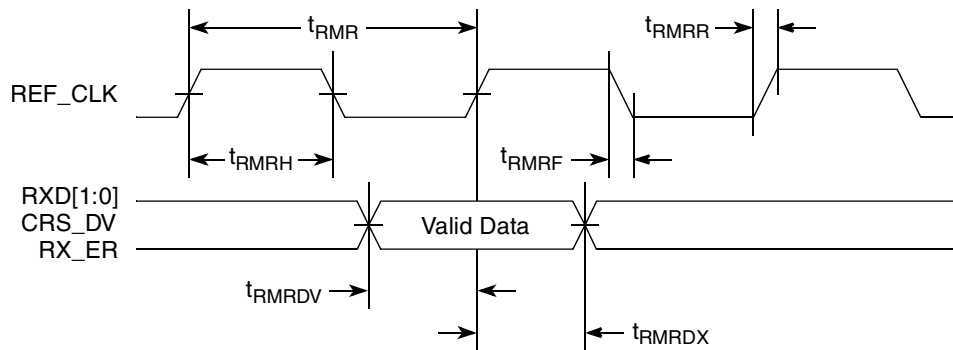 tRMR
tRMRR
REF_CLK
tRMRH
tRMRF
RXD[1:0]
CRS_DV
RX_ER
Valid Data
tRMRDV
tRMRDX